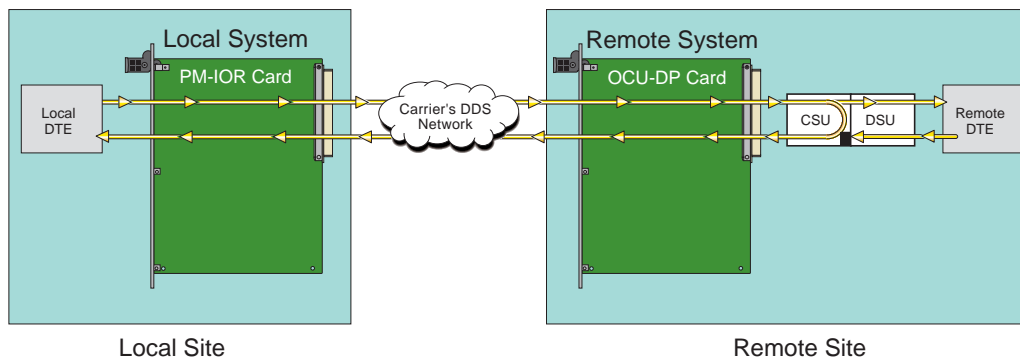 Local System
Remote System
PM-IOR Card
OCU-DP Card
Local
DTE
Carrier's DDS
Network
CSU
DSU
Remote
DTE
Local Site
Remote Site